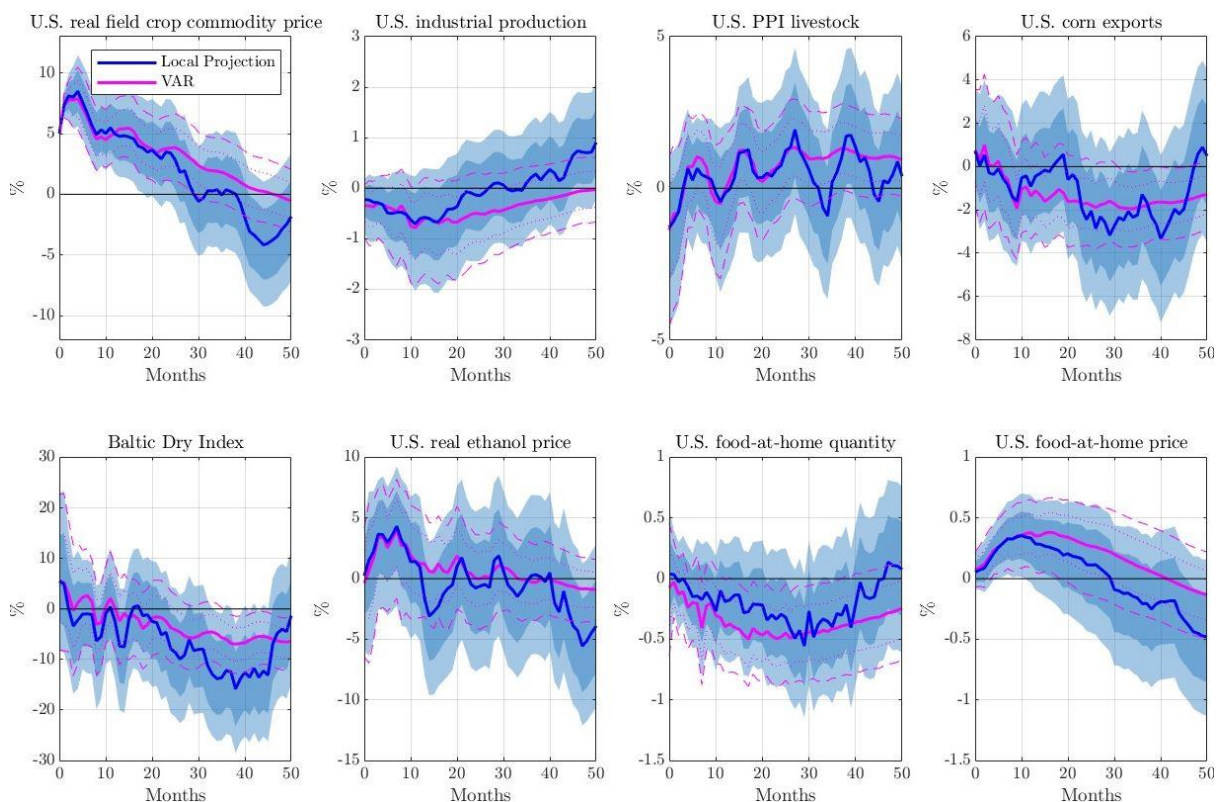 U.S. real field crop commodity price
U.S. industrial production
U.S. PPI livestock
U.S. corn exports
Local Projection
VAR
10
5
0
-5
-10
%
0 10 20 30 40 50
Months
3
2
1
0
-1
-2
-3
%
0 10 20 30 40 50
Months
5
0
-5
%
0 10 20 30 40 50
Months
6
4
2
0
-2
-4
-6
-8
%
0 10 20 30 40 50
Months
Baltic Dry Index
U.S. real ethanol price
U.S. food-at-home quantity
U.S. food-at-home price
30
20
10
0
-10
-20
-30
%
0 10 20 30 40 50
Months
10
5
0
-5
-10
-15
%
0 10 20 30 40 50
Months
1
0.5
0
-0.5
-1
-1.5
%
0 10 20 30 40 50
Months
1
0.5
0
-0.5
-1
-1.5
%
0 10 20 30 40 50
Months